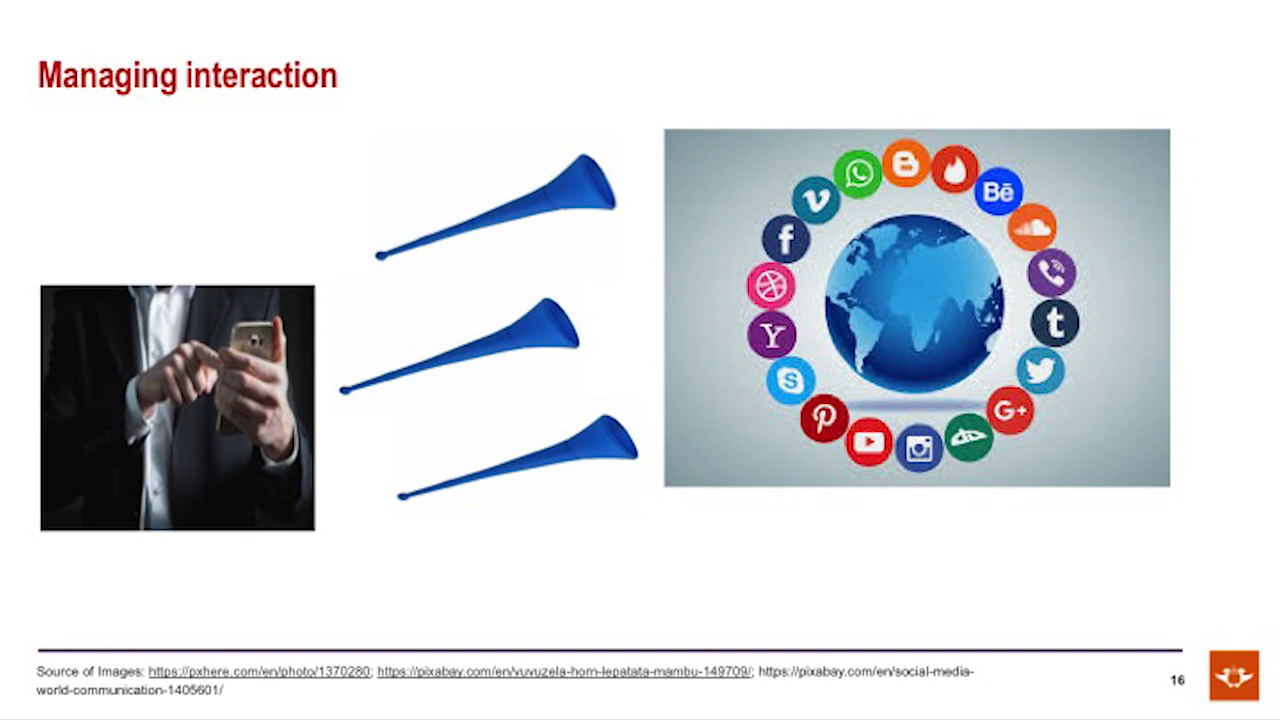 Managing interaction
Bē
f
t
Y
S
G+
Source of Images: https://pxhere.com/en/photo/1370280; https://pixabay.com/en/vuvuzela-horn-lepatata-mambu-149709/; https://pixabay.com/en/social-media-
world-communication-1405601/
16